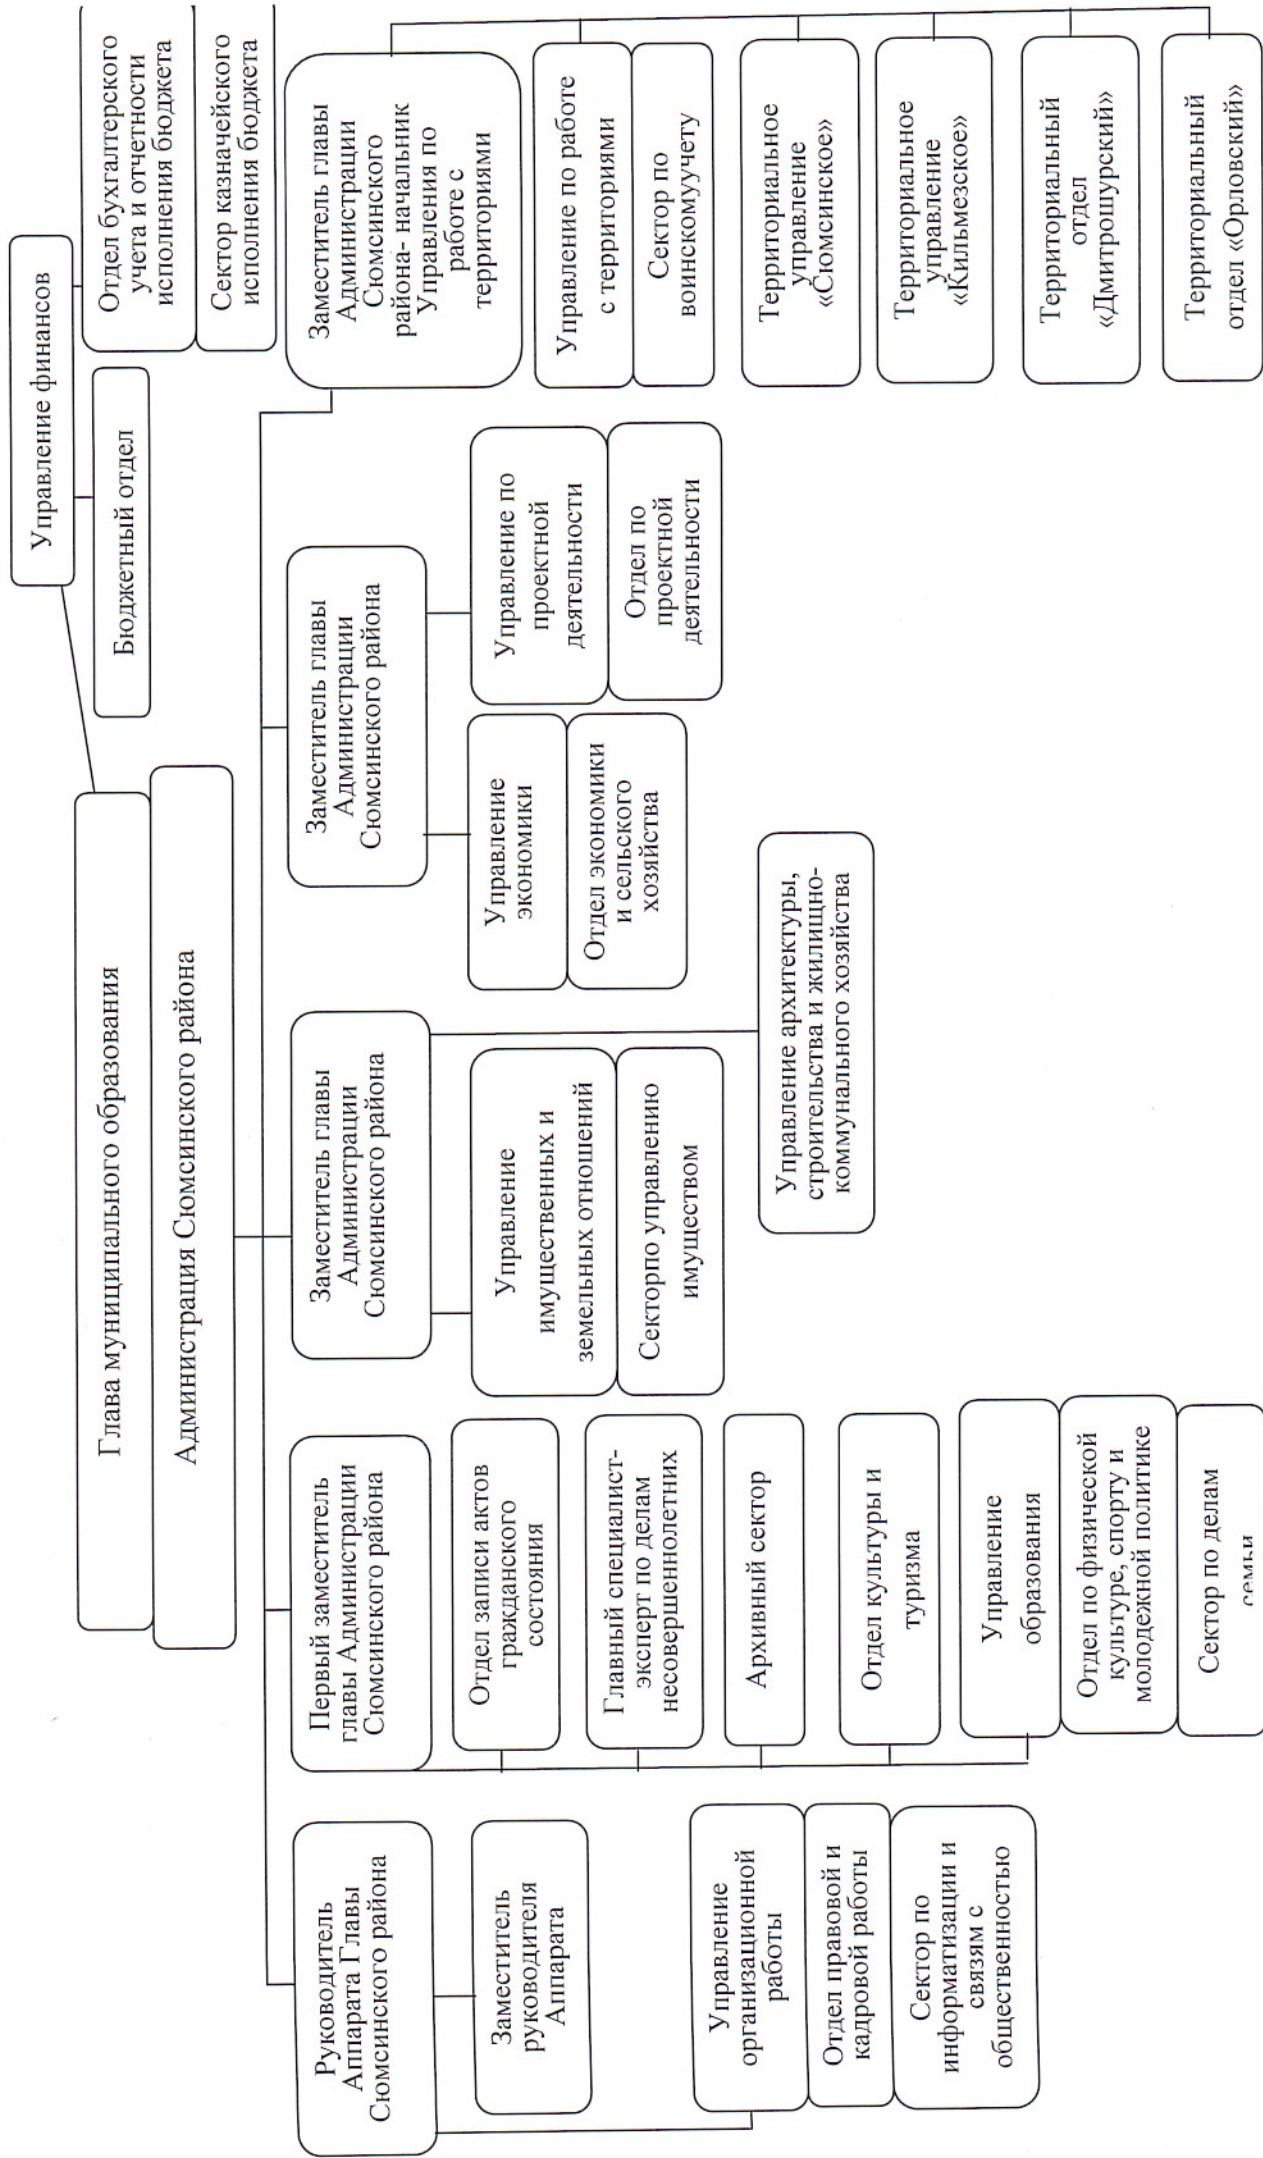 Управление финансов
Бюджетный отдел
Отдел бухгалтерского
учета и отчетности
исполнения бюджета
Сектор казначейского
исполнения бюджета
Глава муниципального образования
Администрация Сюмсинского района
Руководитель
Аппарата Главы
Сюмсинского района
Заместитель
руководителя
Аппарата
Управление
организационной
работы
Отдел правовой и
кадровой работы
Сектор по
информатизации и
связям с
общественностью
Первый заместитель
главы Администрации
Сюмсинского района
Отдел записи актов
гражданского
состояния
Главный специалист-
эксперт по делам
несовершеннолетних
Архивный сектор
Отдел культуры и
туризма
Управление
образования
Отдел по физической
культуре, спорту и
молодежной политике
Сектор по делам
семьи
Заместитель главы
Администрации
Сюмсинского района
Управление
имущественных и
земельных отношений
Секторпо управлению
имуществом
Управление архитектуры,
строительства и жилищно-
коммунального хозяйства
Заместитель главы
Администрации
Сюмсинского района
Управление
экономики
Отдел экономики
и сельского
хозяйства
Управление по
проектной
деятельности
Отдел по
проектной
деятельности
Заместитель главы
Администрации
Сюмсинского
района- начальник
Управления по
работе с
территориями
Управление по работе
с территориями
Сектор по
воинскомуучету
Территориальное
управление
«Сюмсинское»
Территориальное
управление
«Кильмезское»
Территориальный
отдел
«Дмитрошурский»
Территориальный
отдел «Орловский»